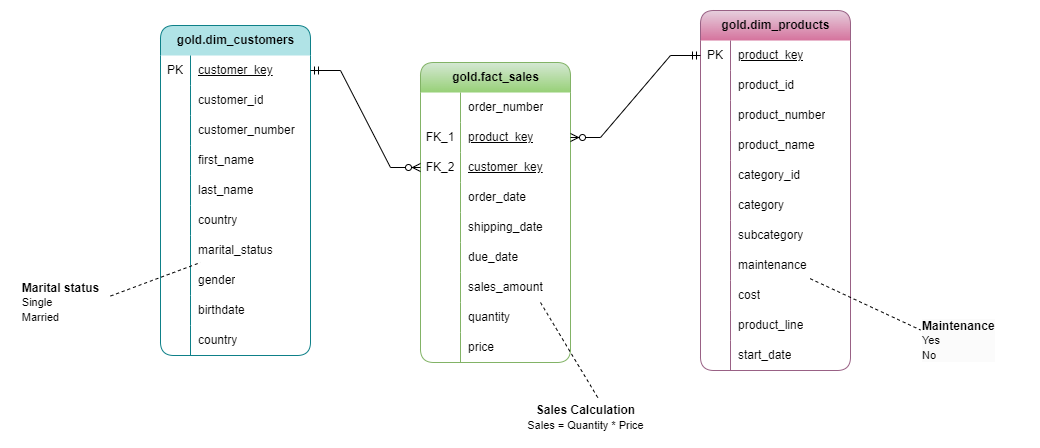 gold.dim_customers
PK customer_key
customer_id
customer_number
first_name
last_name
country
marital_status
gender
birthdate
country
Marital status
Single
Married
gold.fact_sales
order_number
FK_1 product_key
FK_2 customer_key
order_date
shipping_date
due_date
sales_amount
quantity
price
Sales Calculation
Sales = Quantity * Price
gold.dim_products
PK product_key
product_id
product_number
product_name
category_id
category
subcategory
maintenance
cost
product_line
start_date
Maintenance
Yes
No